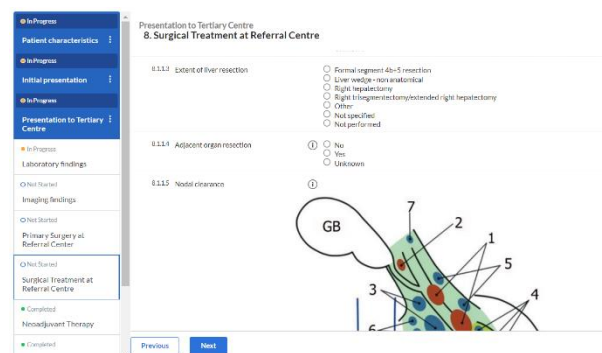 In Progress
Patient characteristics
In Progress
Initial presentation
In Progress
Presentation to Tertiary
Centre
In Progress
Laboratory findings
Not Started
Imaging findings
Not Started
Primary Surgery at
Referral Center
Not Started
Surgical Treatment at
Referral Centre
Completed
Neoadjuvant Therapy
Completed
Presentation to Tertiary Centre
8. Surgical Treatment at Referral Centre
8.1.1.3 Extent of liver resection
Formal segment 4b+5 resection
Liver wedge - non anatomical
Right hepatectomy
Right trisegmentectomy/extended right hepatectomy
Other
Not specified
Not performed
8.1.1.4 Adjacent organ resection
No
Yes
Unknown
8.1.1.5 Nodal clearance
GB
7
2
1
5
3
4
6
Previous
Next